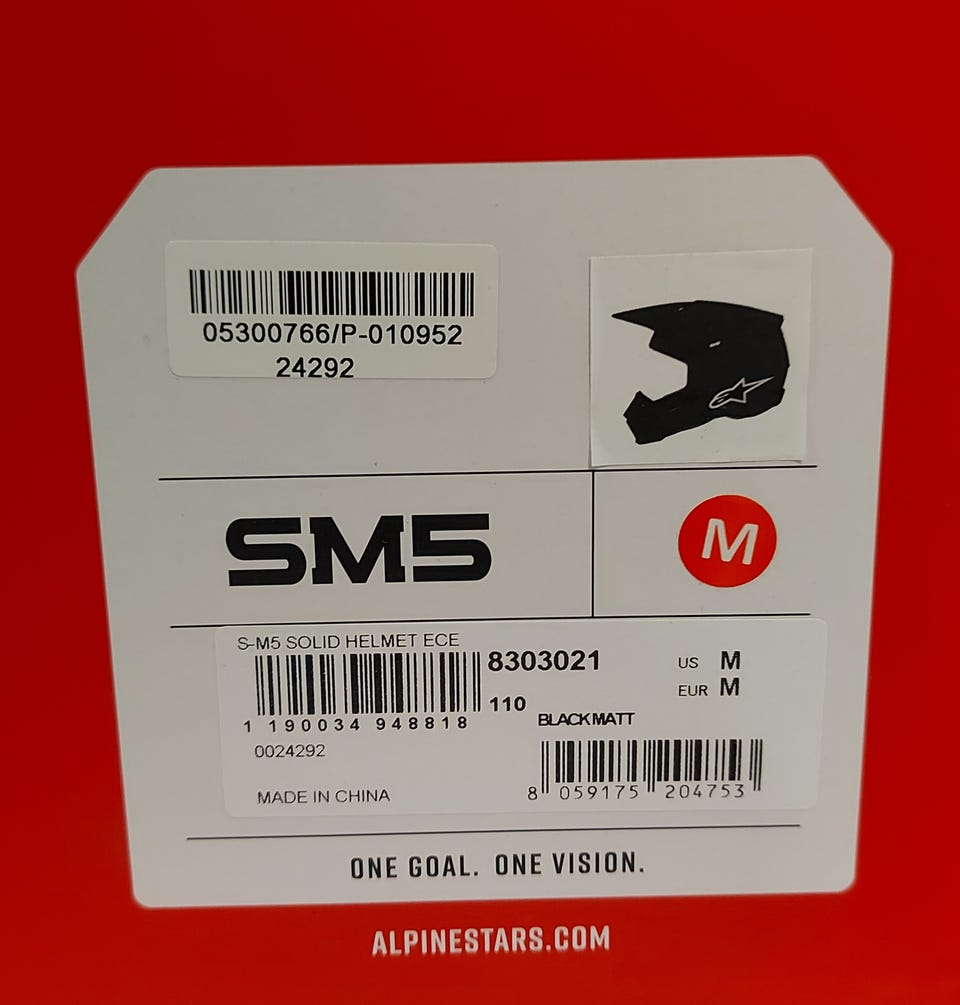 05300766/P-010952
24292
SM5
M
S-M5 SOLID HELMET ECE
8303021
US M
EUR M
110
BLACK MATT
1 190034 948818
0024292
8 059175 204753
MADE IN CHINA
ONE GOAL. ONE VISION.
ALPINESTARS.COM